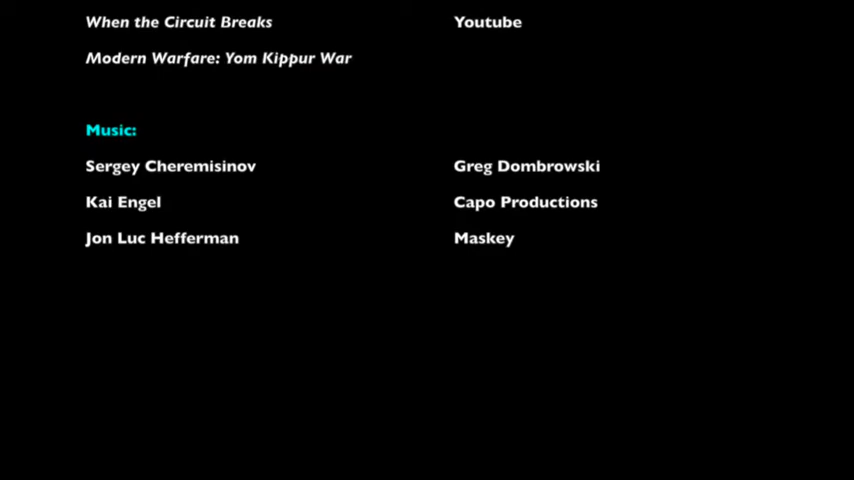 When the Circuit Breaks Youtube
Modern Warfare: Yom Kippur War
Music:
Sergey Cheremisinov Greg Dombrowski
Kai Engel Capo Productions
Jon Luc Hefferman Maskey